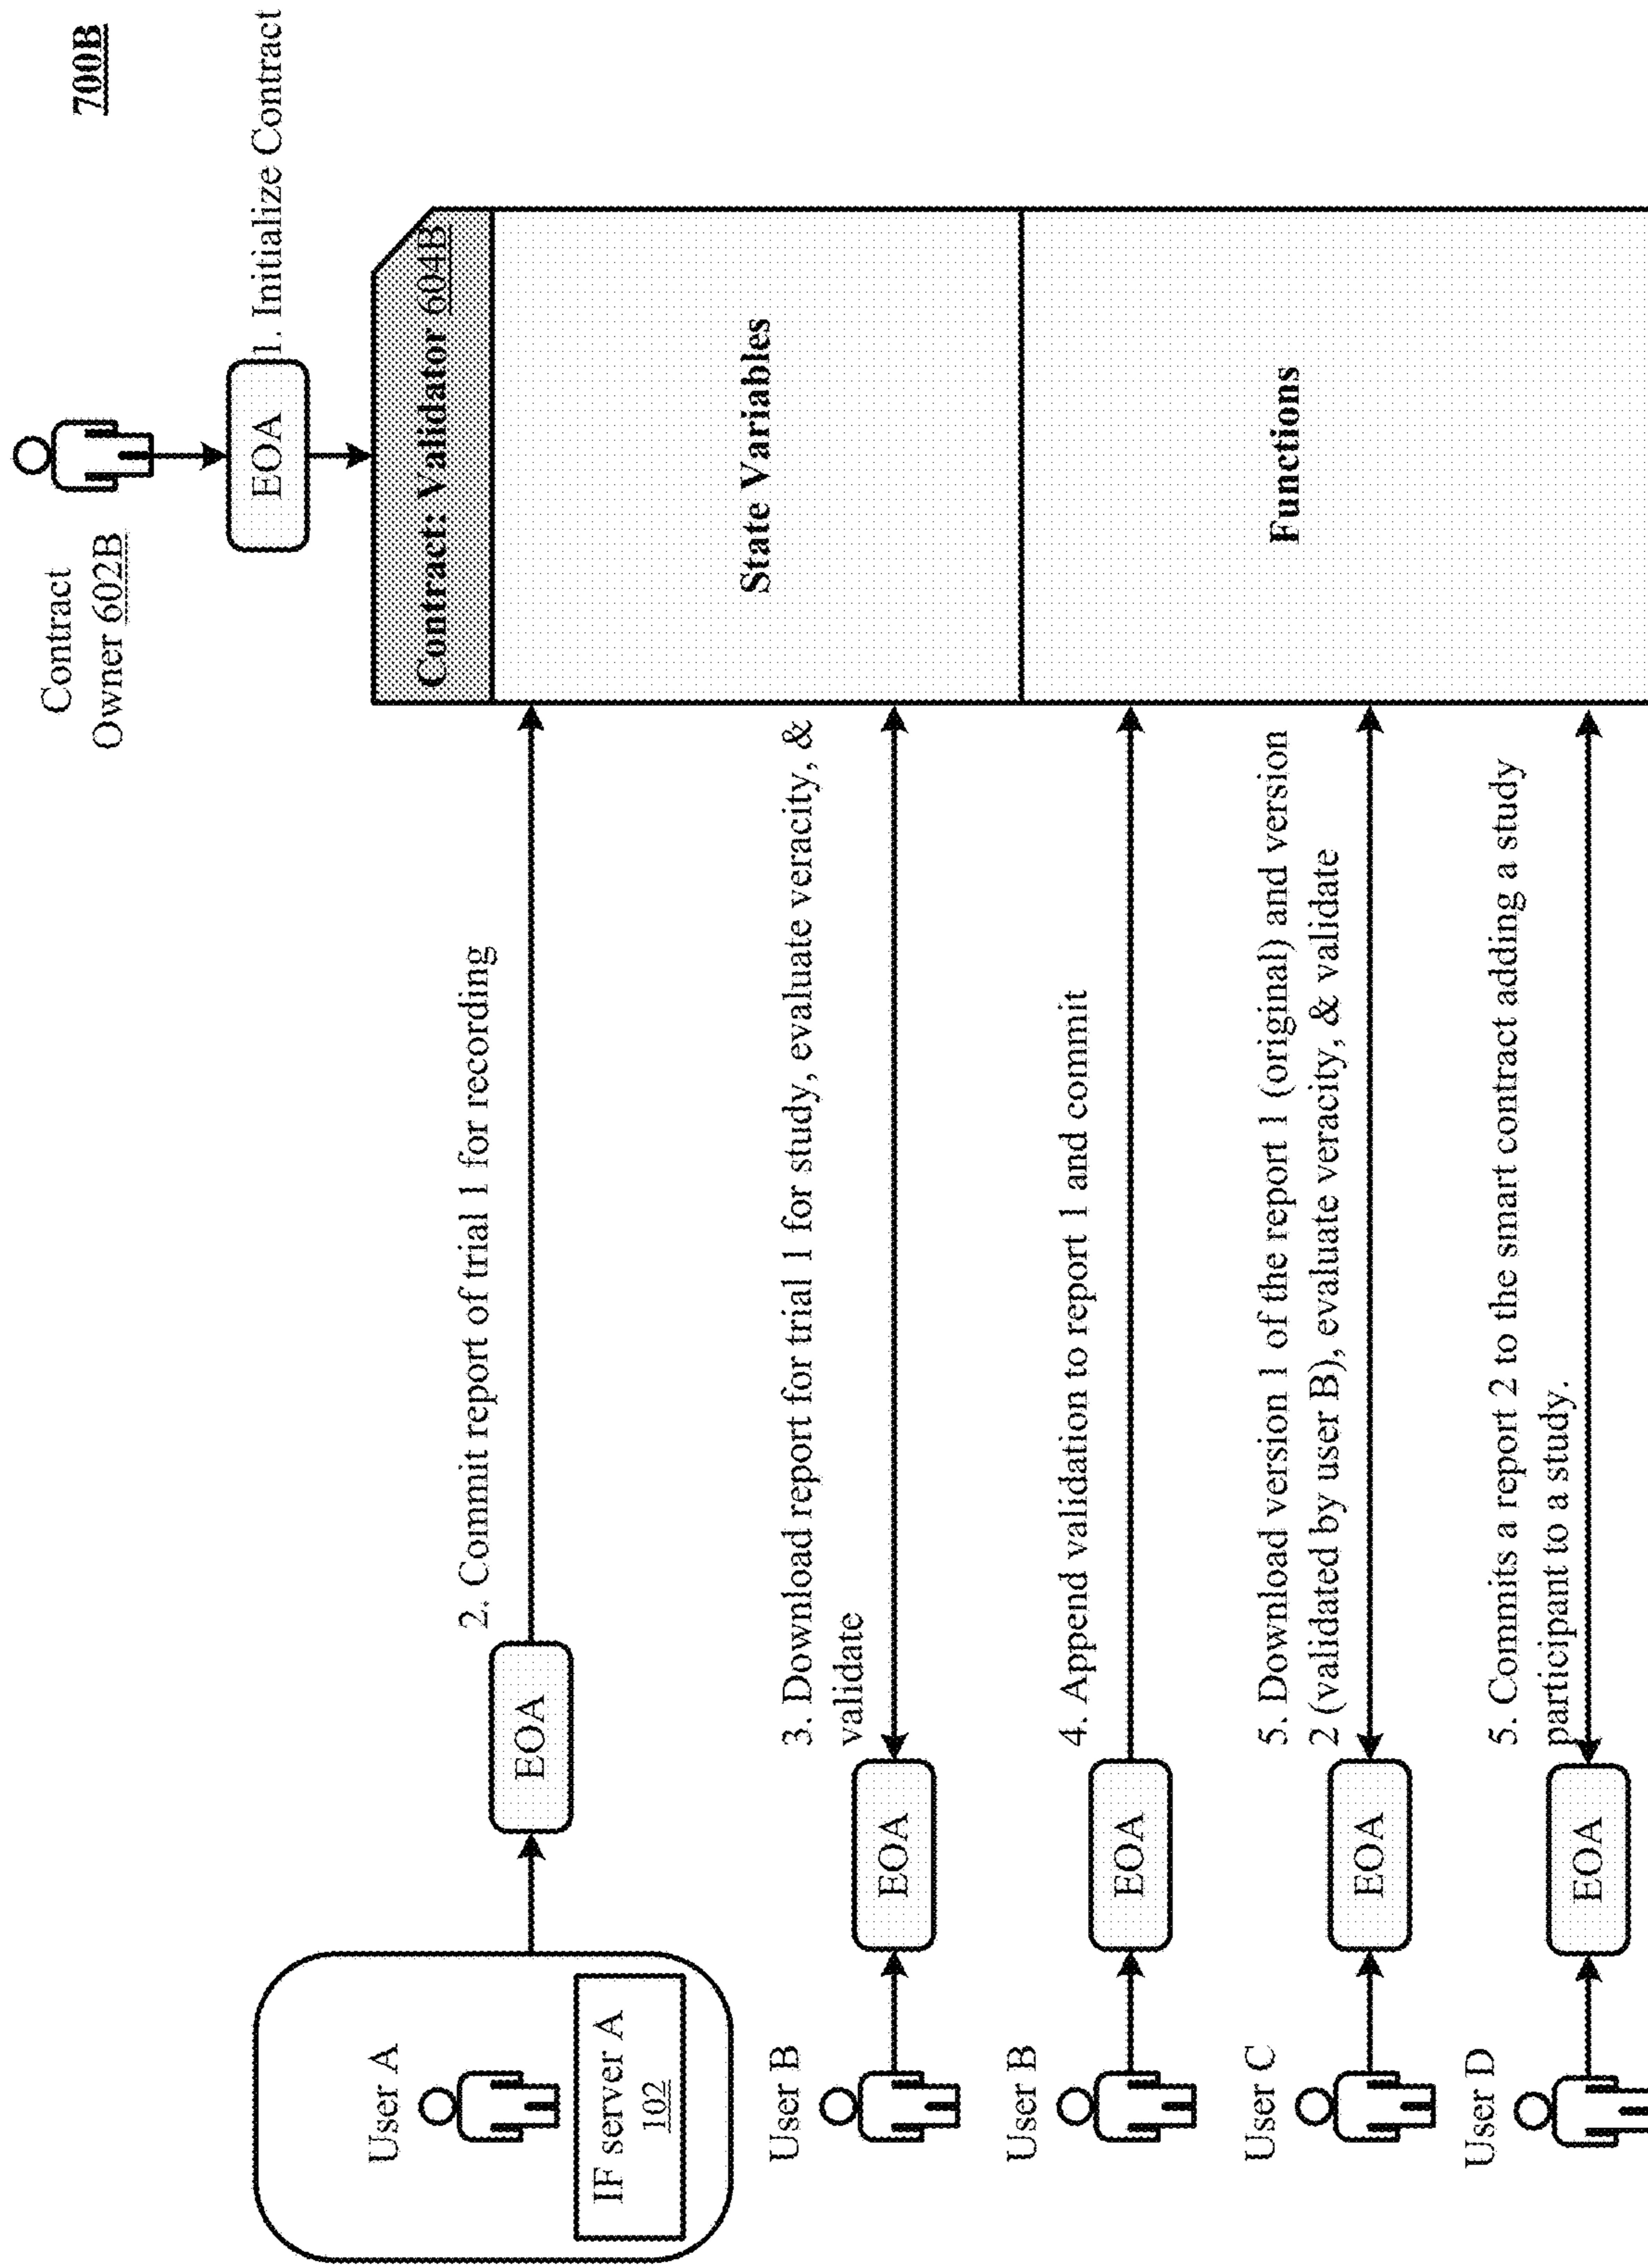 700B
Contract
Owner 602B
EOA
1. Initialize Contract
Contract: Validator 604B
State Variables
Functions
User A
IF server A
102
EOA
2. Commit report of trial 1 for recording
User B
EOA
3. Download report for trial 1 for study, evaluate veracity, &
validate
User B
EOA
4. Append validation to report 1 and commit
User C
EOA
5. Download version 1 of the report 1 (original) and version
2 (validated by user B), evaluate veracity, & validate
User D
EOA
5. Commits a report 2 to the smart contract adding a study
participant to a study.